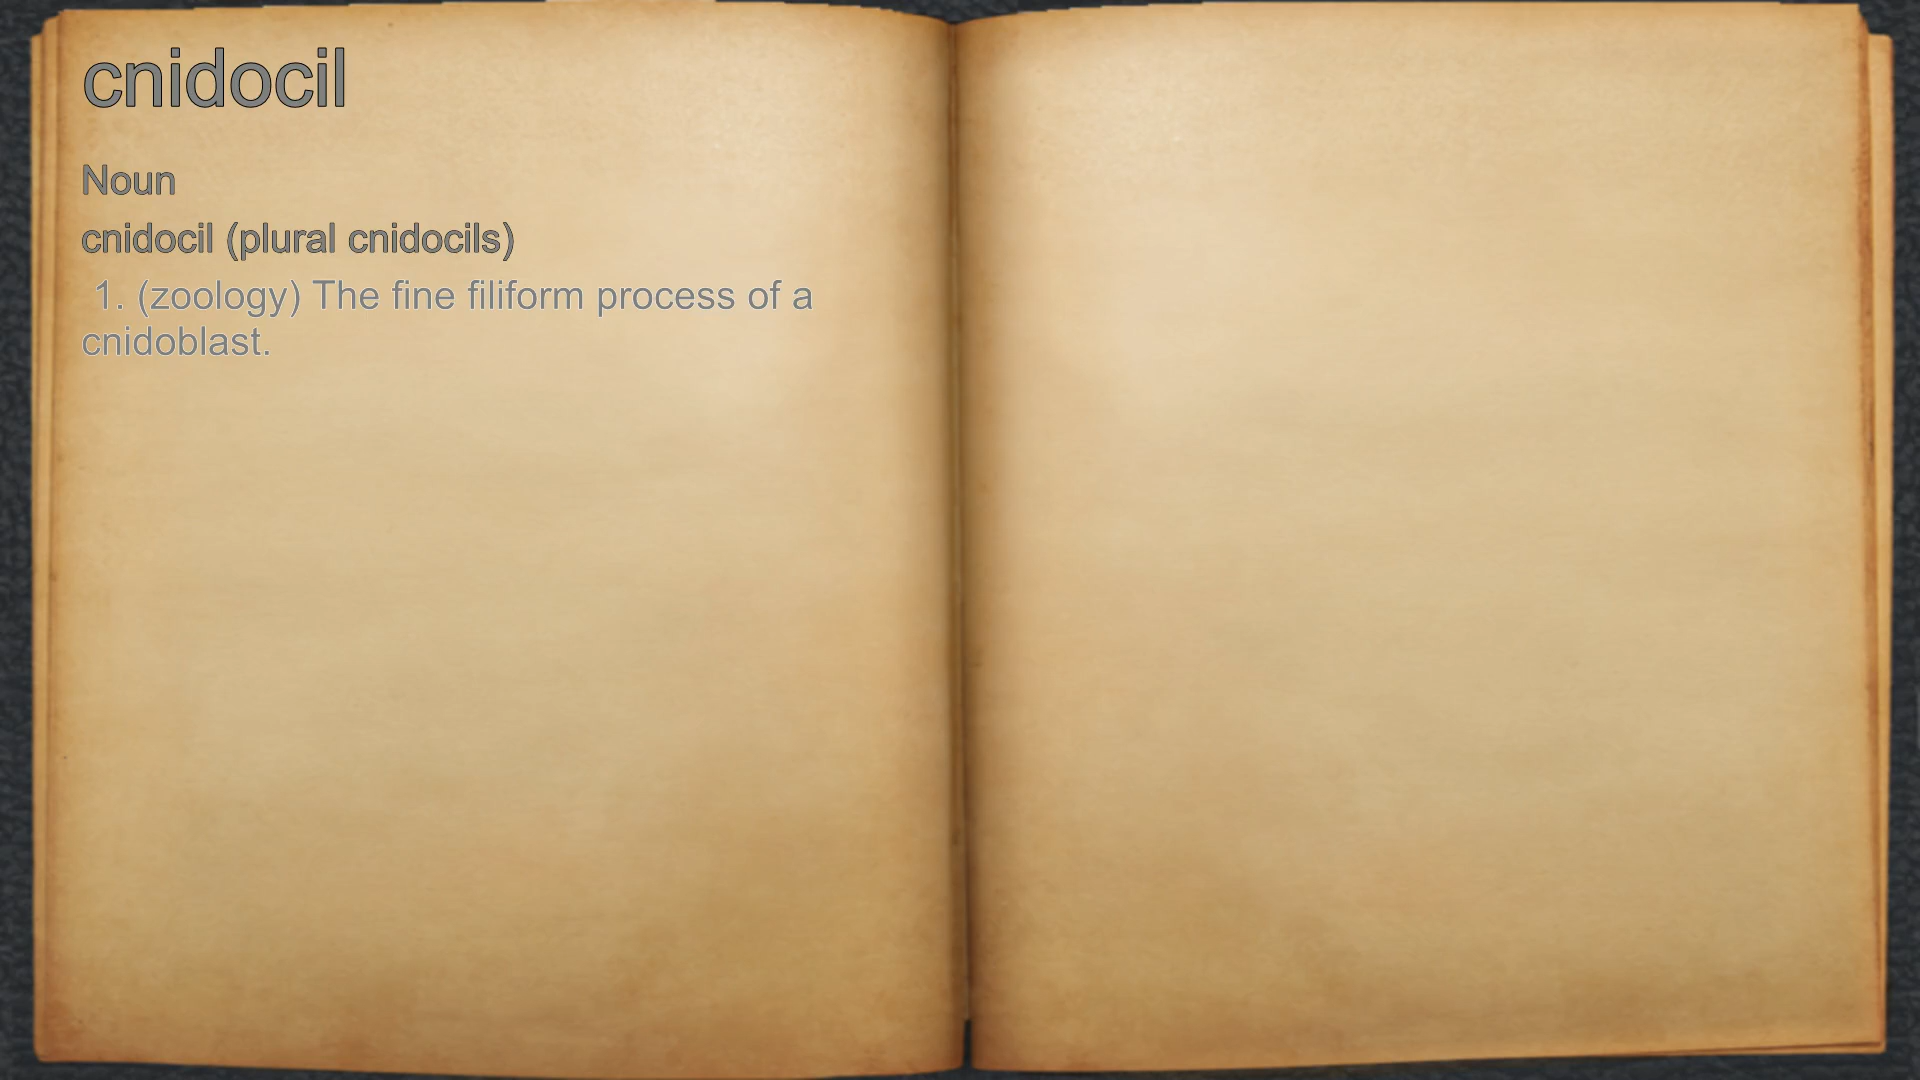 cnidocil
Noun
cnidocil (plural cnidocils)
1. (zoology) The fine filiform process of a
cnidoblast.